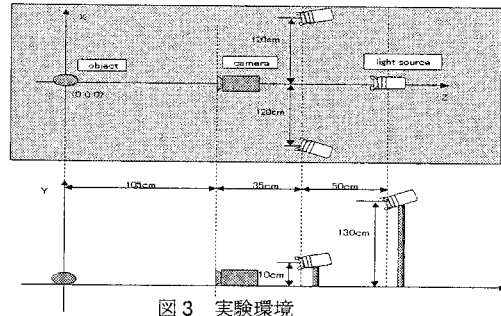 X
120cm
object
camera
light source
(0,0,0)
Z
120cm
Y
105cm
35cm
50cm
130cm
10cm
図3 実験環境